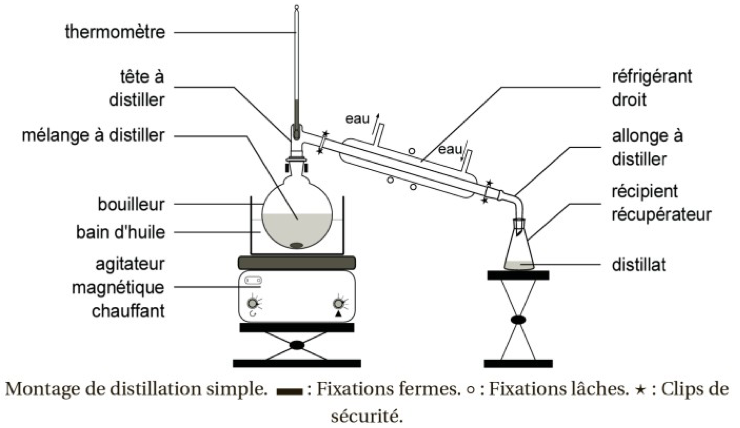 thermomètre
tête à
distiller
mélange à distiller
bouilleur
bain d'huile
agitateur
magnétique
chauffant
eau
eau
réfrigérant
droit
allonge à
distiller
récipient
récupérateur
distillat
Montage de distillation simple. ▬ : Fixations fermes. ∘ : Fixations lâches. ★ : Clips de
sécurité.